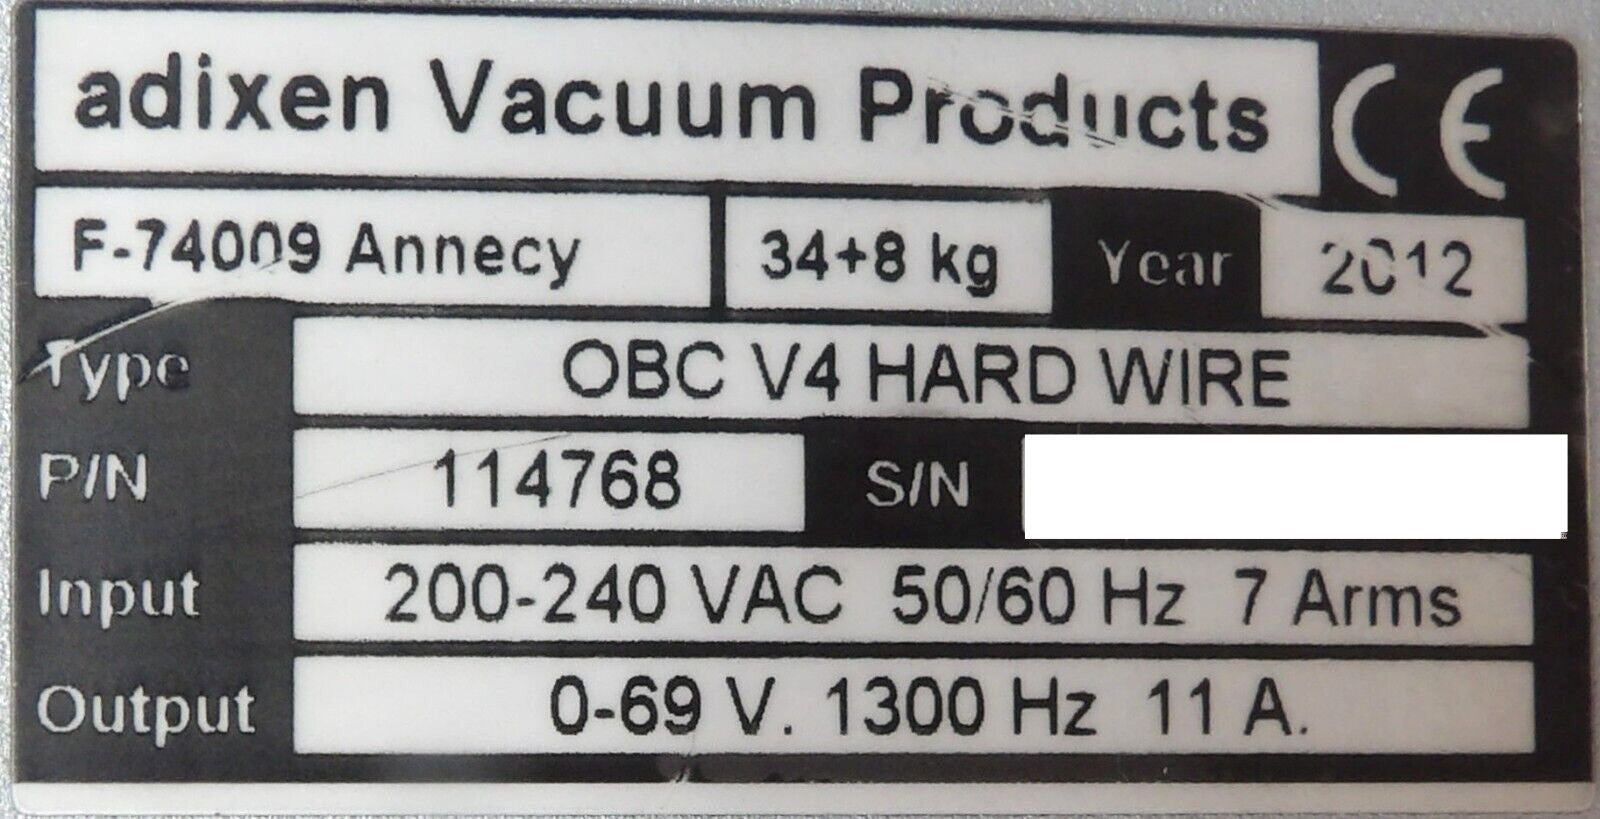 adixen Vacuum Products CE
F-74009 Annecy 34+8 kg Year 2012
Type OBC V4 HARD WIRE
P/N 114768 S/N
Input 200-240 VAC 50/60 Hz 7 Arms
Output 0-69 V. 1300 Hz 11 A.